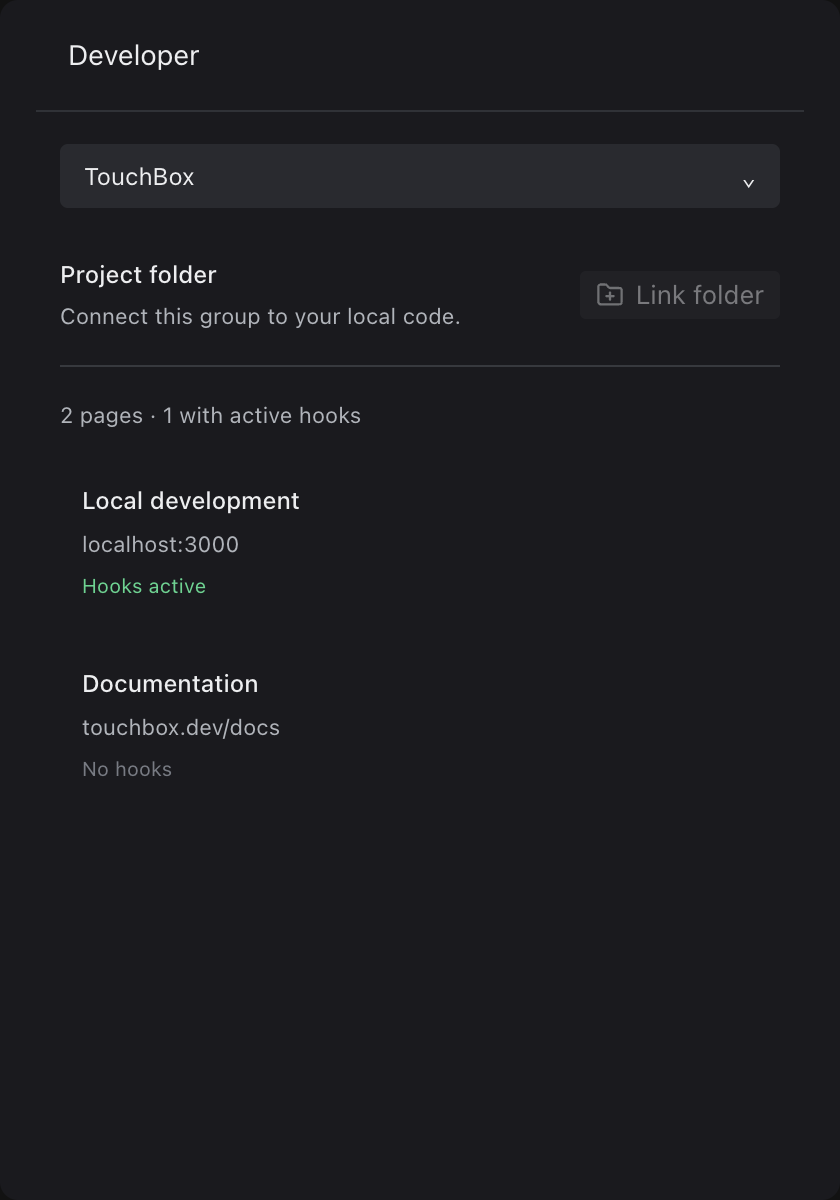 Developer
TouchBox
Project folder
Connect this group to your local code.
Link folder
2 pages · 1 with active hooks
Local development
localhost:3000
Hooks active
Documentation
touchbox.dev/docs
No hooks